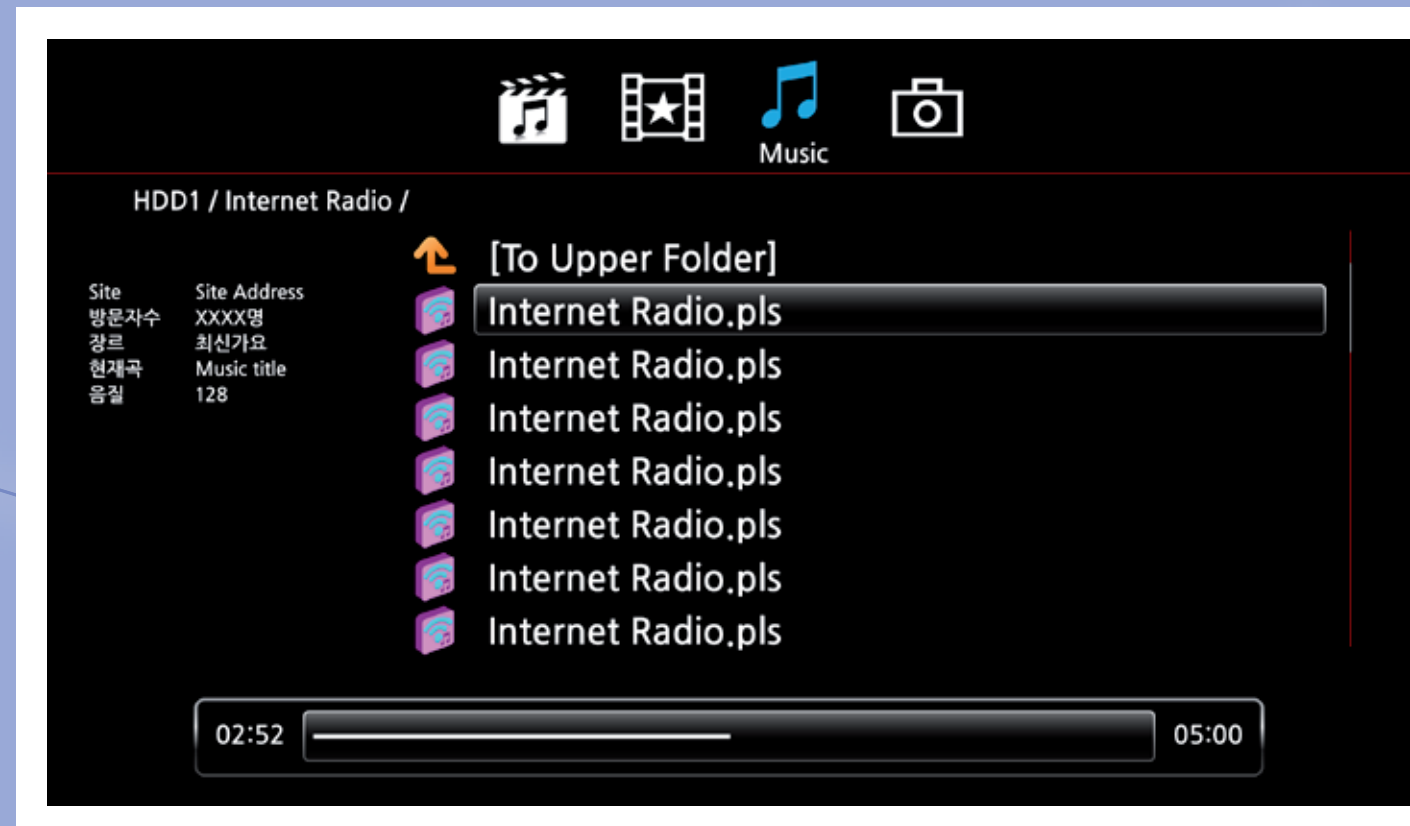 Music
HDD1 / Internet Radio /
[To Upper Folder]
Site Site Address
방문자수 XXXX명
장르 최신가요
현재곡 Music title
음질 128
Internet Radio.pls
Internet Radio.pls
Internet Radio.pls
Internet Radio.pls
Internet Radio.pls
Internet Radio.pls
Internet Radio.pls
02:52 05:00